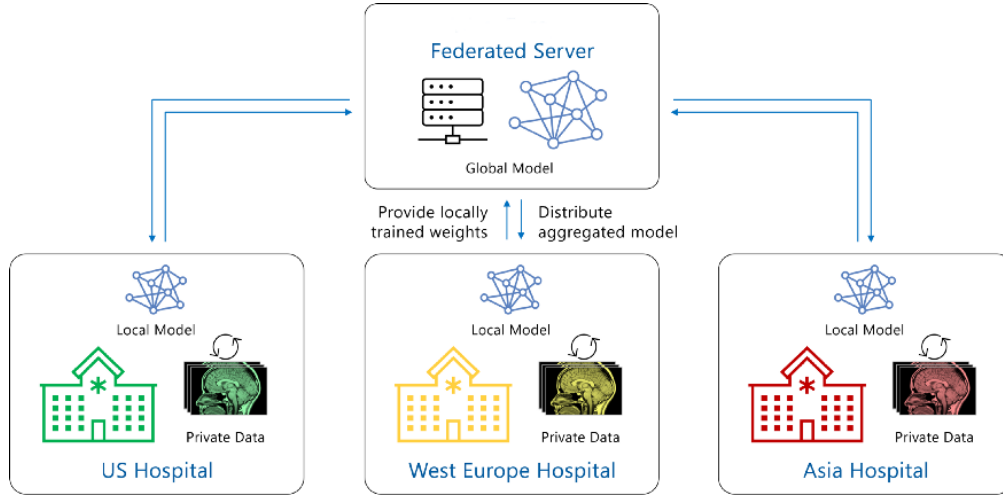 Federated Server
Global Model
Provide locally
trained weights
Distribute
aggregated model
Local Model
Private Data
US Hospital
Local Model
Private Data
West Europe Hospital
Local Model
Private Data
Asia Hospital